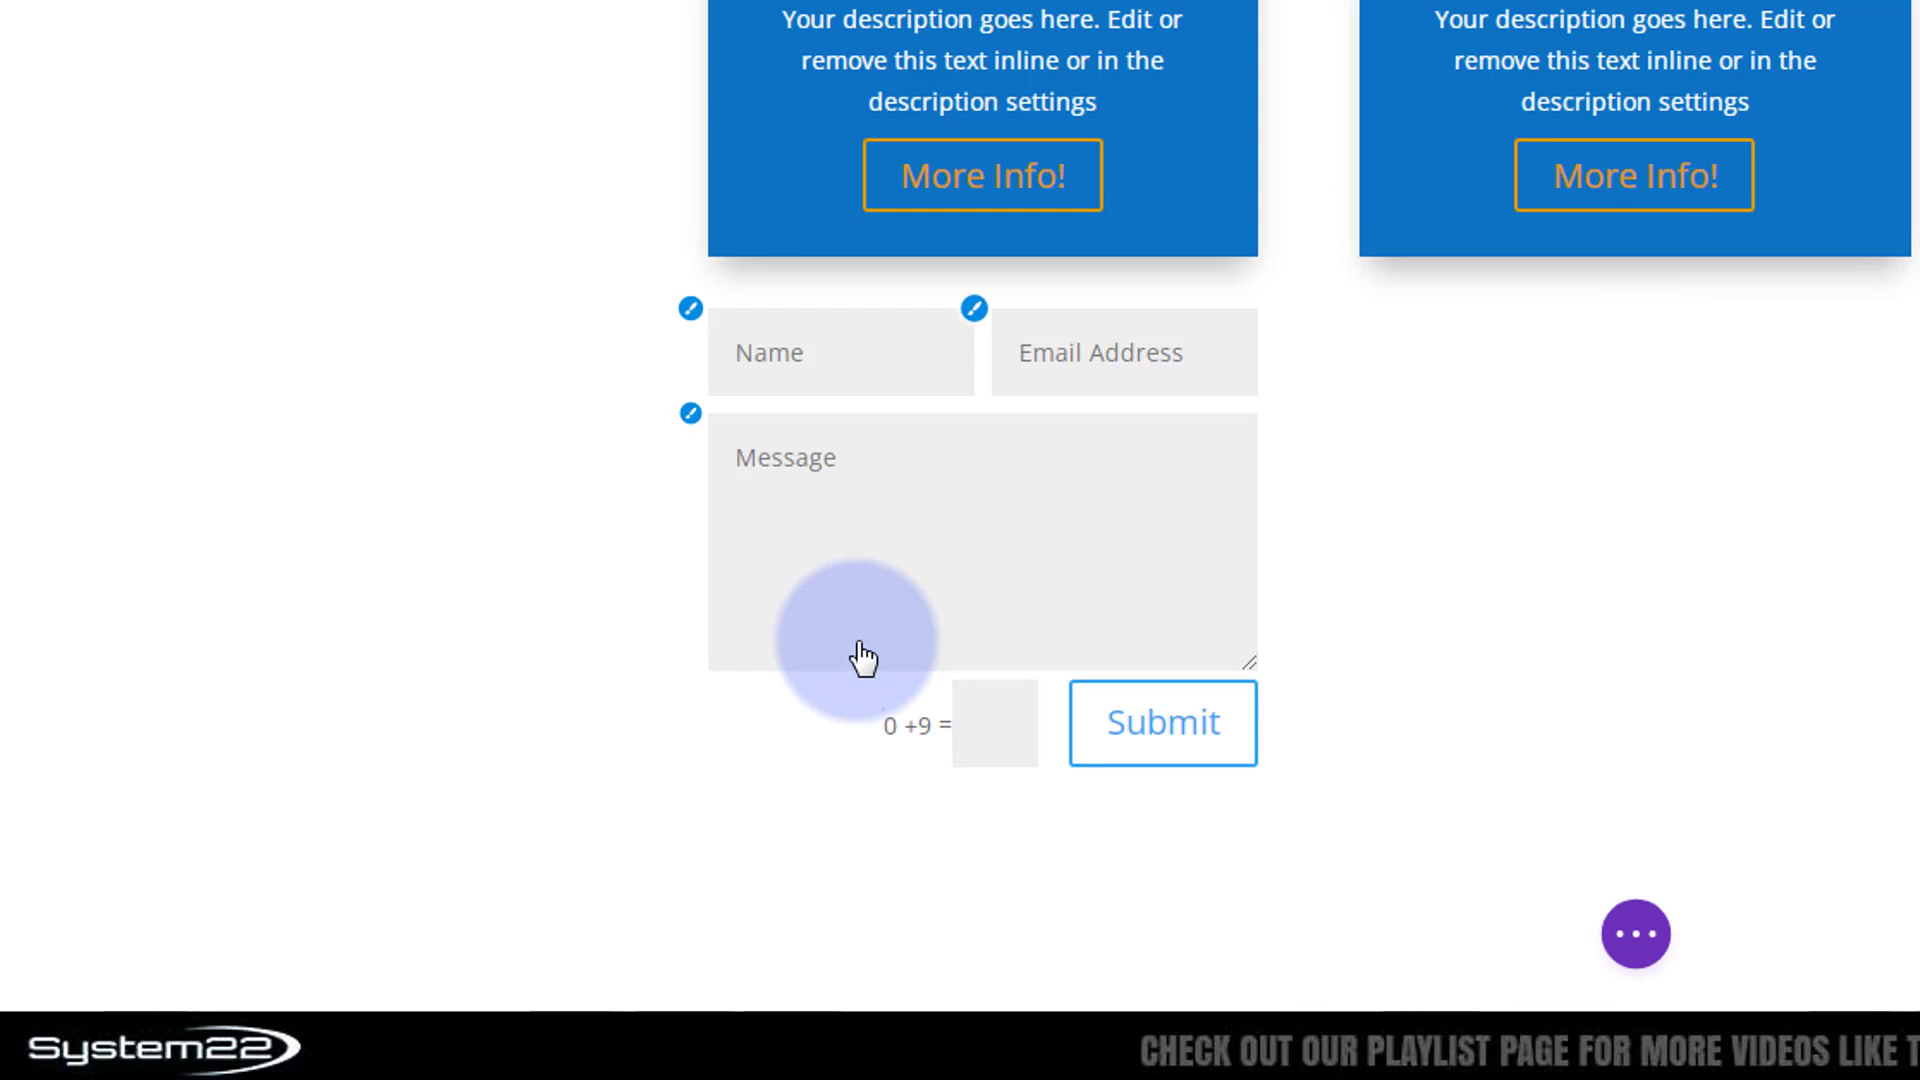 Your description goes here. Edit or
remove this text inline or in the
description settings
More Info!
Your description goes here. Edit or
remove this text inline or in the
description settings
More Info!
Name
Email Address
Message
0 +9 =
Submit
System22
CHECK OUT OUR PLAYLIST PAGE FOR MORE VIDEOS LIKE T